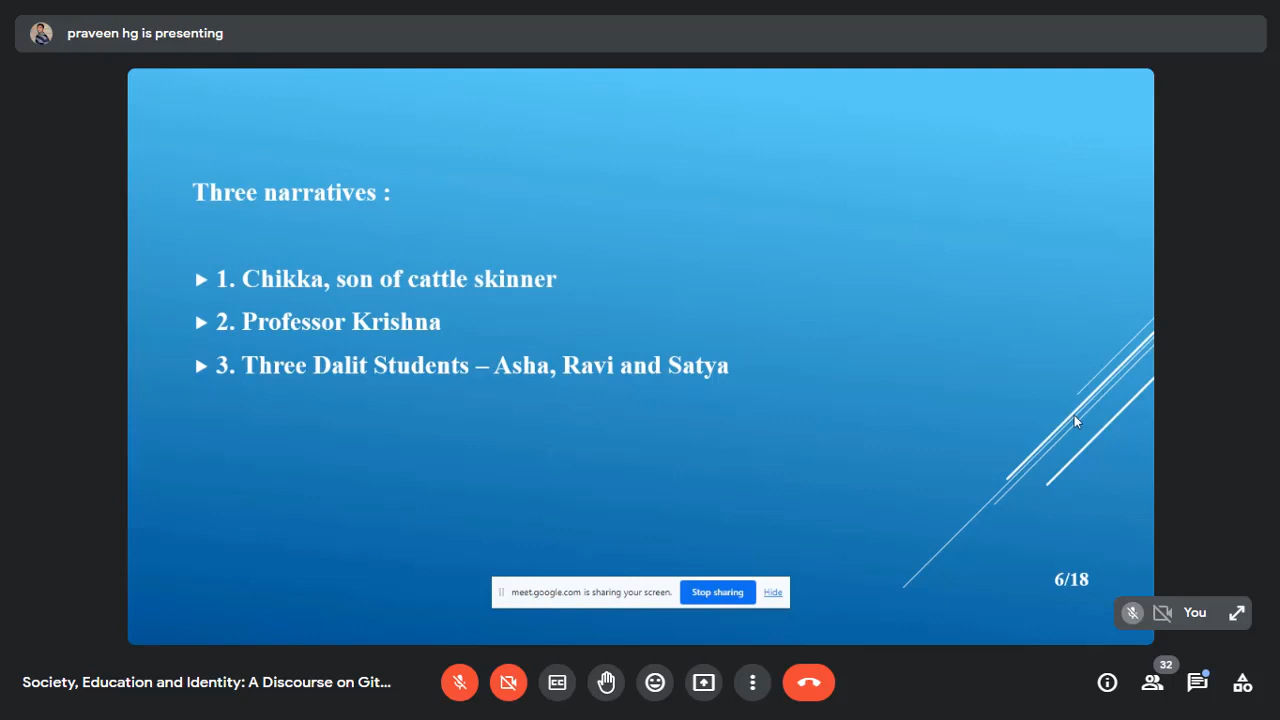 praveen hg is presenting
Three narratives :
1. Chikka, son of cattle skinner
2. Professor Krishna
3. Three Dalit Students – Asha, Ravi and Satya
6/18
meet.google.com is sharing your screen.
Stop sharing
Hide
You
Society, Education and Identity: A Discourse on Git...
32